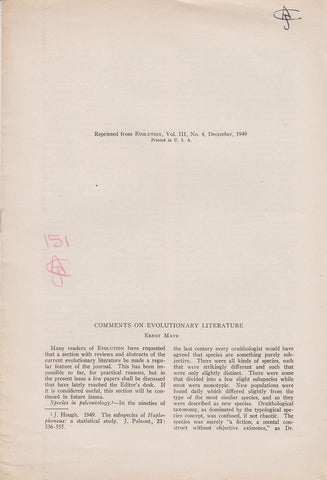 Reprinted from EVOLUTION, Vol. III, No. 4, December, 1949
Printed in U. S. A.
151
COMMENTS ON EVOLUTIONARY LITERATURE
ERNST MAYR
Many readers of EVOLUTION have requested
that a section with reviews and abstracts of the
current evolutionary literature be made a regu-
lar feature of the journal. This has been im-
possible so far, for practical reasons, but in
the present issue a few papers shall be discussed
that have lately reached the Editor's desk. If
it is considered useful, this section will be con-
tinued in future issues.
Species in paleontology.¹—In the nineties of
¹ J. Hough. 1949. The subspecies of Haplo-
phoneus: a statistical study. J. Paleont., 23:
536-555.
the last century every ornithologist would have
agreed that species are something purely sub-
jective. There were all kinds of species, such
that were strikingly different and such that
were only slightly distinct. There were some
that divided into a few slight subspecies while
most were monotypic. New populations were
found daily which differed slightly from the
type of the most similar species, and so they
were described as new species. Ornithological
taxonomy, as dominated by the typological spe-
cies concept, was confused, if not chaotic. The
species was merely "a fiction, a mental con-
struct without objective existence," as Dr.